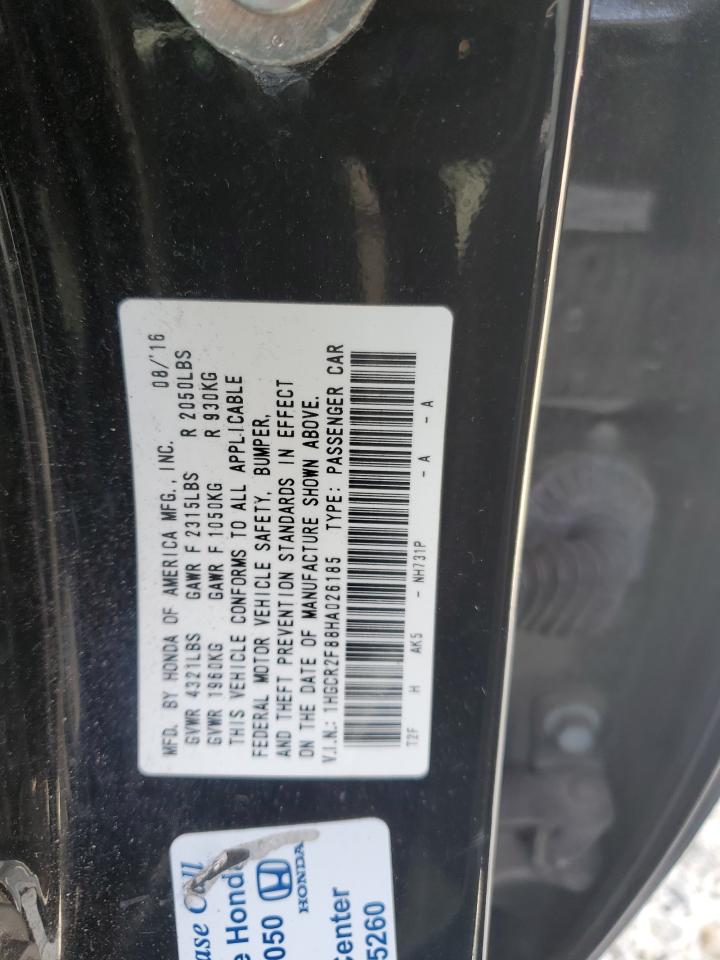 MFD. BY HONDA OF AMERICA MFG., INC. 08/'16
GVWR 4321LBS GAWR F 2315LBS R 2050LBS
GVWR 1960KG GAWR F 1050KG R 930KG
THIS VEHICLE CONFORMS TO ALL APPLICABLE
FEDERAL MOTOR VEHICLE SAFETY, BUMPER,
AND THEFT PREVENTION STANDARDS IN EFFECT
ON THE DATE OF MANUFACTURE SHOWN ABOVE.
V.I.N.: 1HGCR2F88HA026185 TYPE: PASSENGER CAR
T2F H AK5 - NH731P - A - A
ase Call
e Honda
050
HONDA
Center
5260